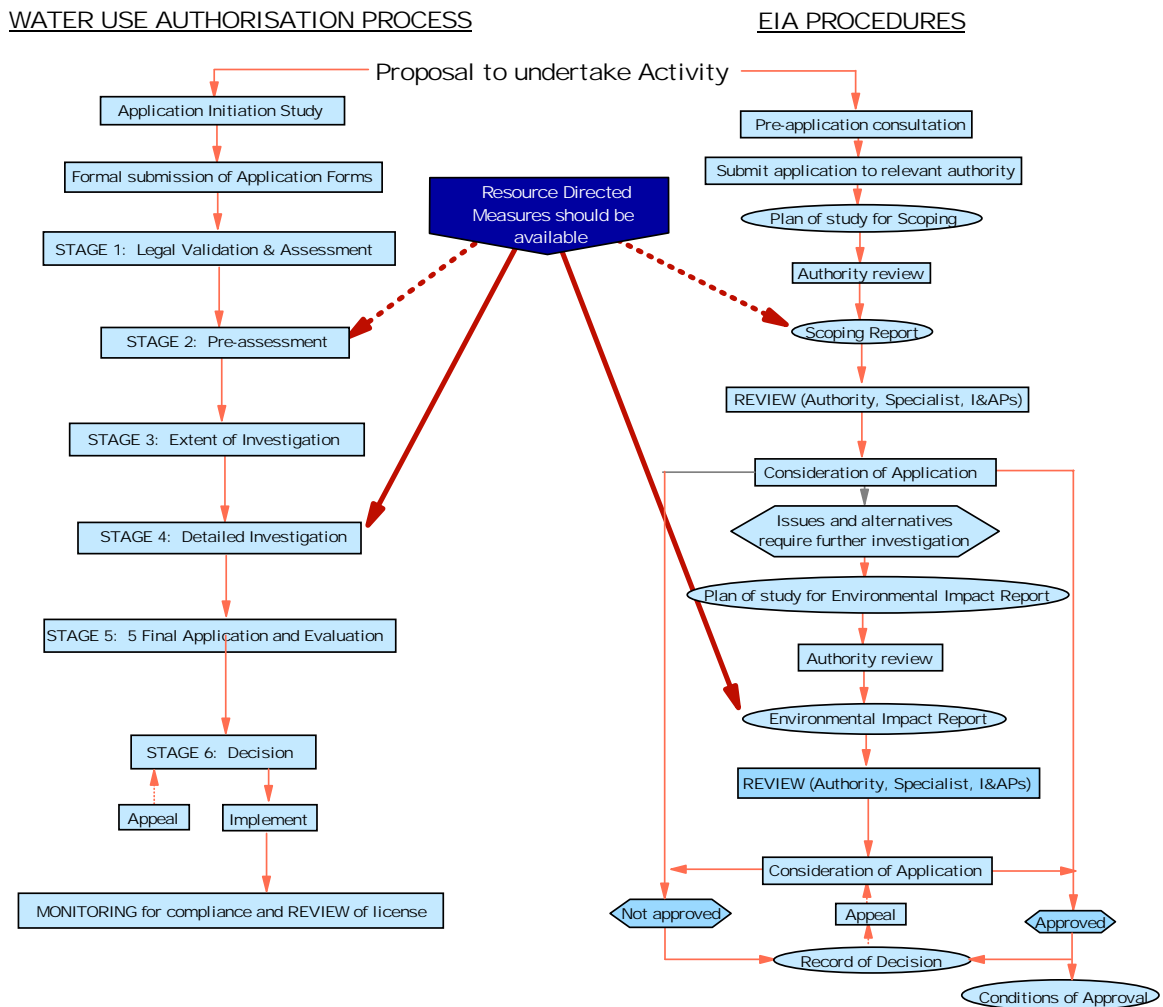 WATER USE AUTHORISATION PROCESS
EIA PROCEDURES
Proposal to undertake Activity
Application Initiation Study
Formal submission of Application Forms
STAGE 1: Legal Validation & Assessment
STAGE 2: Pre-assessment
STAGE 3: Extent of Investigation
STAGE 4: Detailed Investigation
STAGE 5: 5 Final Application and Evaluation
STAGE 6: Decision
Appeal
Implement
MONITORING for compliance and REVIEW of license
Resource Directed
Measures should be
available
Pre-application consultation
Submit application to relevant authority
Plan of study for Scoping
Authority review
Scoping Report
REVIEW (Authority, Specialist, I&APs)
Consideration of Application
Issues and alternatives
require further investigation
Plan of study for Environmental Impact Report
Authority review
Environmental Impact Report
REVIEW (Authority, Specialist, I&APs)
Consideration of Application
Not approved
Appeal
Approved
Record of Decision
Conditions of Approval